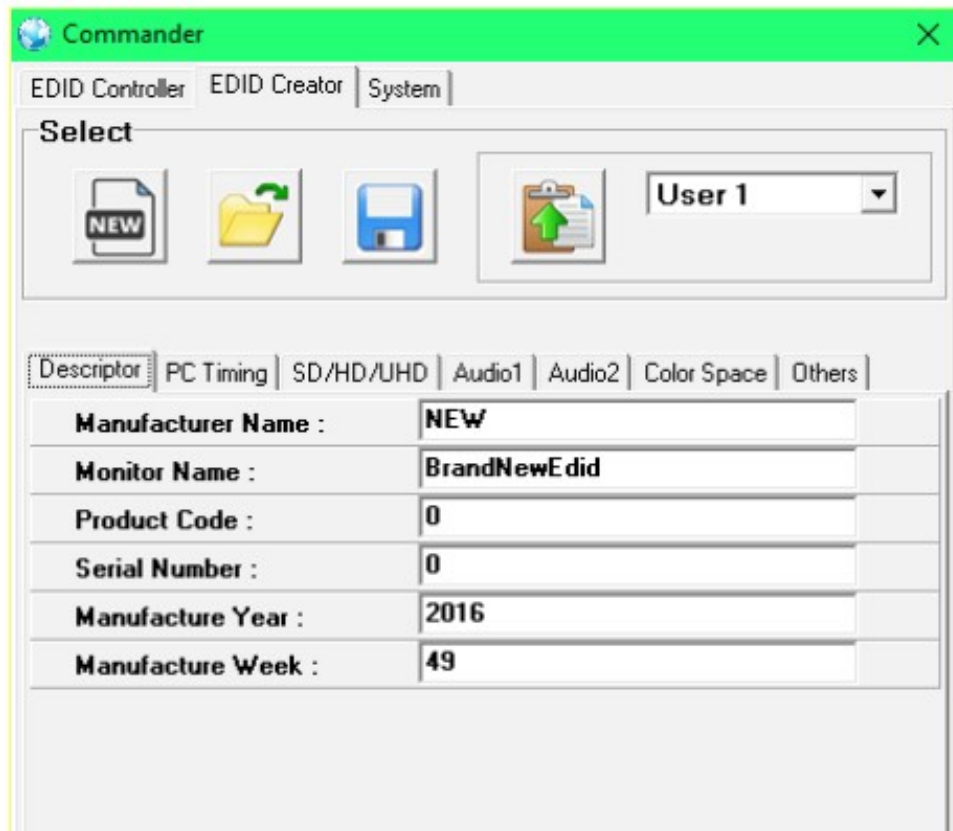 Commander
EDID Controller EDID Creator System
Select
NEW
User 1
Descriptor PC Timing SD/HD/UHD Audio1 Audio2 Color Space Others
Manufacturer Name : NEW
Monitor Name : BrandNewEdid
Product Code : 0
Serial Number : 0
Manufacture Year : 2016
Manufacture Week : 49